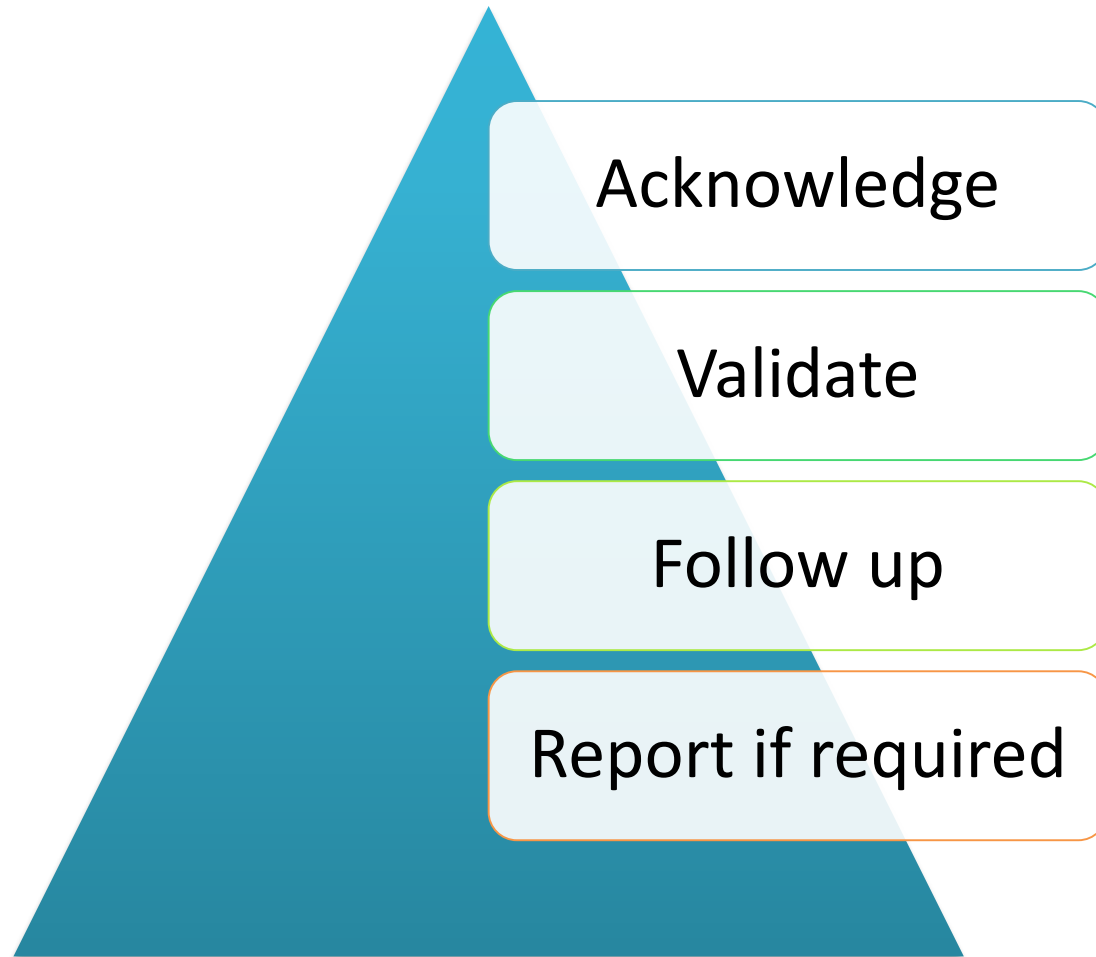 Acknowledge
Validate
Follow up
Report if required